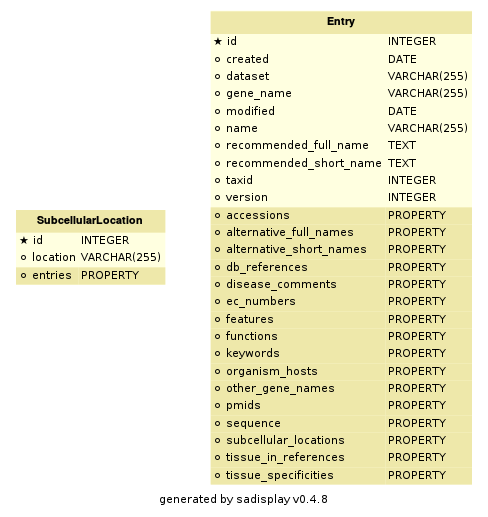 Entry
★ id INTEGER
created DATE
dataset VARCHAR(255)
gene_name VARCHAR(255)
modified DATE
name VARCHAR(255)
recommended_full_name TEXT
recommended_short_name TEXT
taxid INTEGER
version INTEGER
accessions PROPERTY
alternative_full_names PROPERTY
alternative_short_names PROPERTY
db_references PROPERTY
disease_comments PROPERTY
ec_numbers PROPERTY
features PROPERTY
functions PROPERTY
keywords PROPERTY
organism_hosts PROPERTY
other_gene_names PROPERTY
pmids PROPERTY
sequence PROPERTY
subcellular_locations PROPERTY
tissue_in_references PROPERTY
tissue_specificities PROPERTY
SubcellularLocation
★ id INTEGER
location VARCHAR(255)
entries PROPERTY
generated by sadisplay v0.4.8